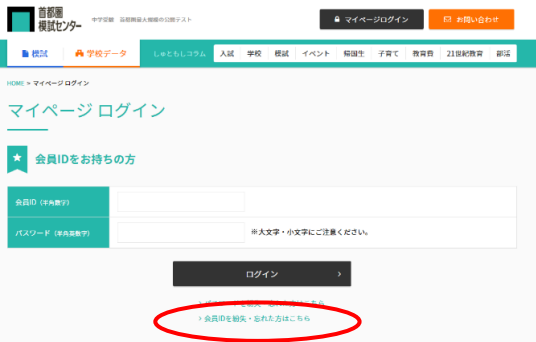 首都圏
模試センター
中学受験 首都圏最大規模の公開テスト
マイページログイン
お問い合わせ
模試
学校データ
しゅともしコラム
入試 学校 模試 イベント 帰国生 子育て 教育費 21世紀教育 部活
HOME > マイページ ログイン
マイページ ログイン
会員IDをお持ちの方
会員ID (半角数字)
パスワード (半角英数字)
※大文字・小文字にご注意ください。
ログイン >
> 会員IDを紛失・忘れた方はこちら